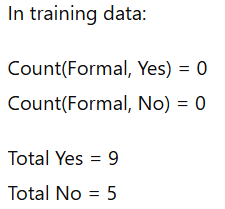 In training data:
Count(Formal, Yes) = 0
Count(Formal, No) = 0
Total Yes = 9
Total No = 5